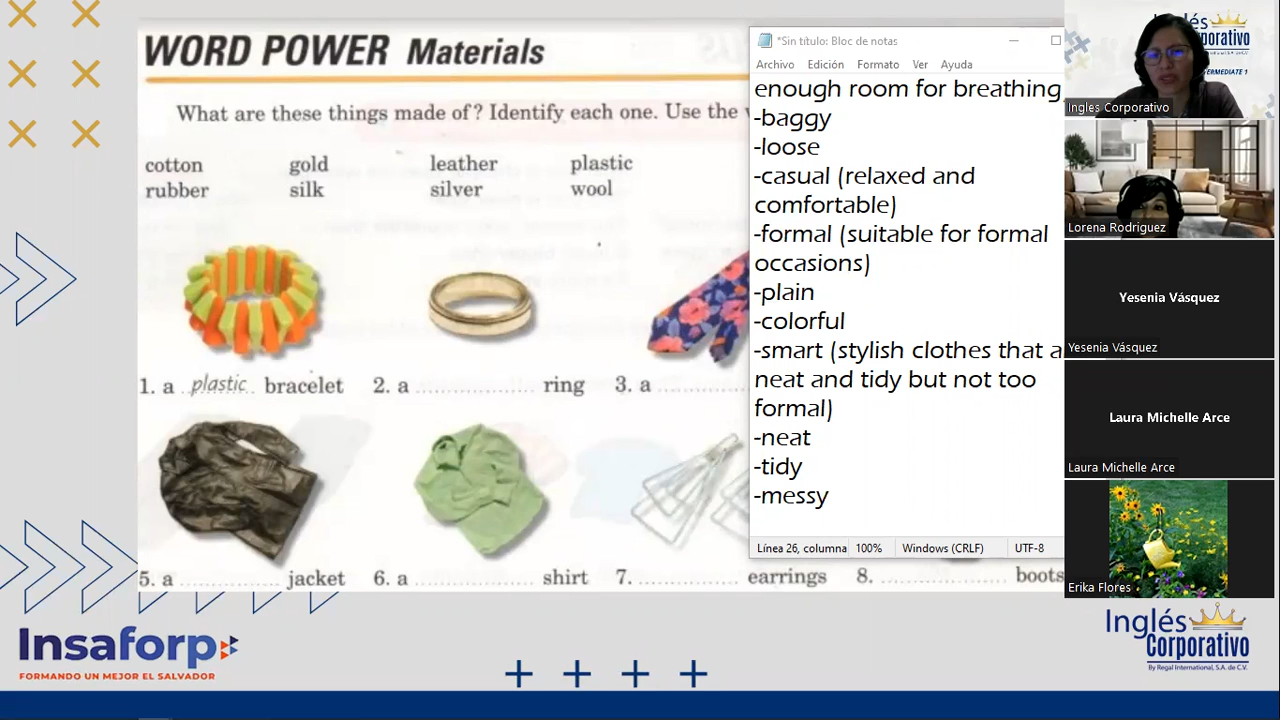 WORD POWER Materials
What are these things made of? Identify each one. Use the
cotton gold leather plastic
rubber silk silver wool
1. a plastic bracelet 2. a ring 3. a
5. a jacket 6. a shirt 7. earrings 8. boots
*Sin título: Bloc de notas
Archivo Edición Formato Ver Ayuda
enough room for breathing
-baggy
-loose
-casual (relaxed and
comfortable)
-formal (suitable for formal
occasions)
-plain
-colorful
-smart (stylish clothes that a
neat and tidy but not too
formal)
-neat
-tidy
-messy
Línea 26, columna 100% Windows (CRLF) UTF-8
Inglés
Corporativo
INTERMEDIATE 1
Ingles Corporativo
Lorena Rodriguez
Yesenia Vásquez
Yesenia Vásquez
Laura Michelle Arce
Laura Michelle Arce
Erika Flores
Insaforp
FORMANDO UN MEJOR EL SALVADOR
Inglés
Corporativo
By Regal International, S.A. de C.V.